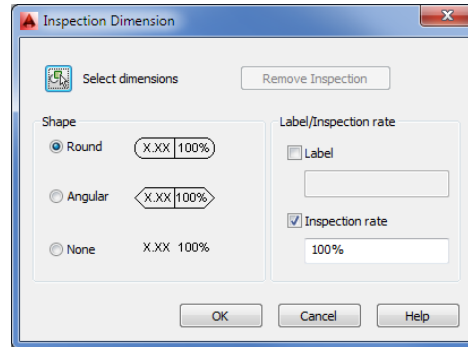 Inspection Dimension
Select dimensions
Remove Inspection
Shape
Round
X.XX 100%
Angular
X.XX 100%
None
X.XX 100%
Label/Inspection rate
Label
Inspection rate
100%
OK
Cancel
Help